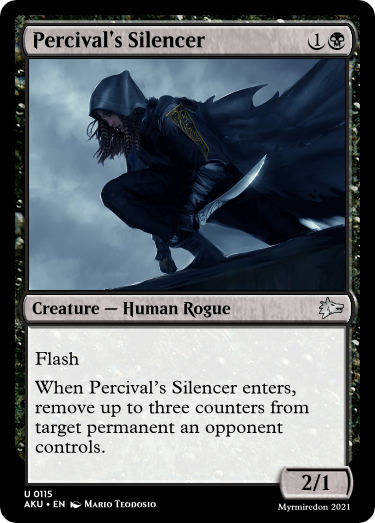 Percival's Silencer 1
Creature — Human Rogue
Flash
When Percival's Silencer enters,
remove up to three counters from
target permanent an opponent
controls.
2/1
U 0115
AKU • EN Mario Teodosio
Myrmiredon 2021